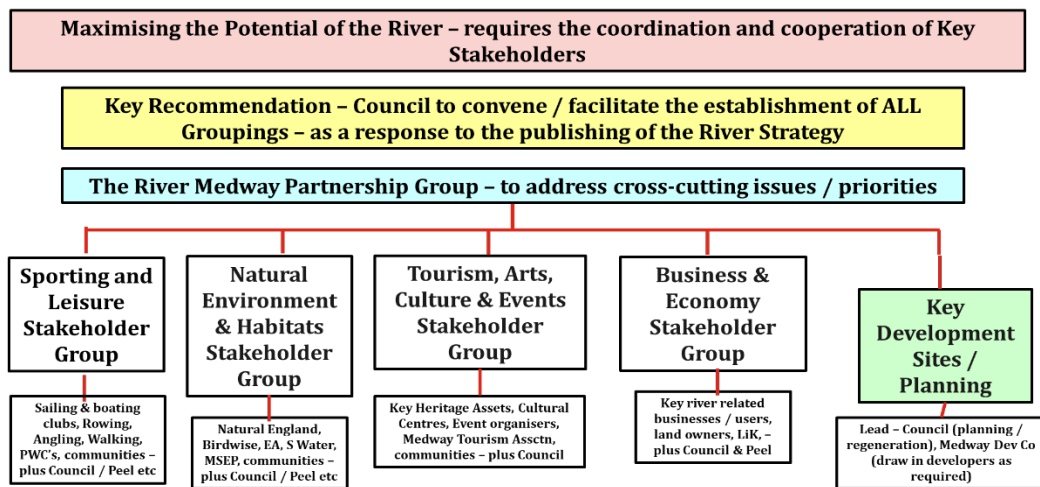 Maximising the Potential of the River – requires the coordination and cooperation of Key
Stakeholders
Key Recommendation – Council to convene / facilitate the establishment of ALL
Groupings – as a response to the publishing of the River Strategy
The River Medway Partnership Group – to address cross-cutting issues / priorities
Sporting and
Leisure
Stakeholder
Group
Natural
Environment
& Habitats
Stakeholder
Group
Tourism, Arts,
Culture & Events
Stakeholder
Group
Business &
Economy
Stakeholder
Group
Key
Development
Sites /
Planning
Sailing & boating
clubs, Rowing,
Angling, Walking,
PWC's, communities –
plus Council / Peel etc
Natural England,
Birdwise, EA, S Water,
MSEP, communities –
plus Council / Peel etc
Key Heritage Assets, Cultural
Centres, Event organisers,
Medway Tourism Assctn,
communities – plus Council
Key river related
businesses / users,
land owners, LiK, –
plus Council & Peel
Lead – Council (planning /
regeneration), Medway Dev Co
(draw in developers as
required)